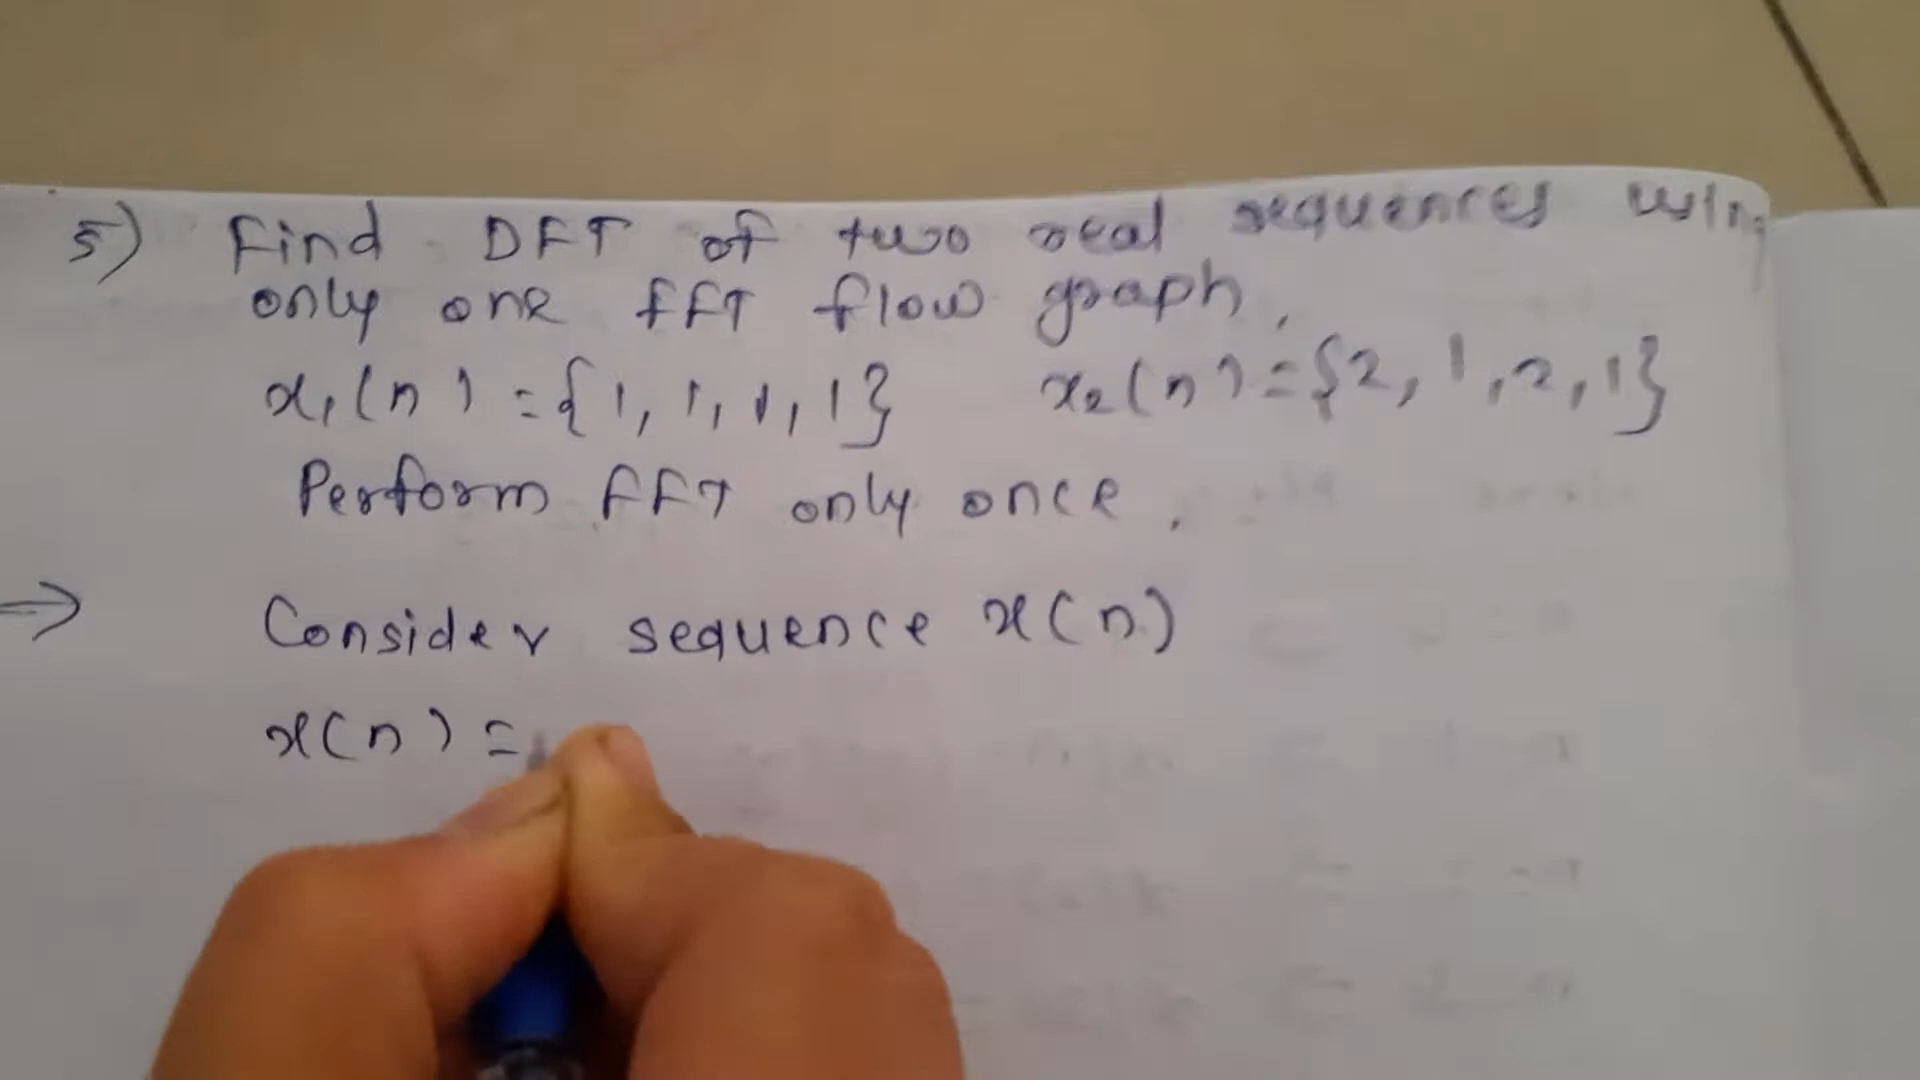 5) Find DFT of two real sequences using
only one FFT flow graph,
x₁(n) = {1, 1, 1, 1} x₂(n) = {2, 1, 2, 1}
Perform FFT only once.
⇒ Consider sequence x(n)
x(n) =